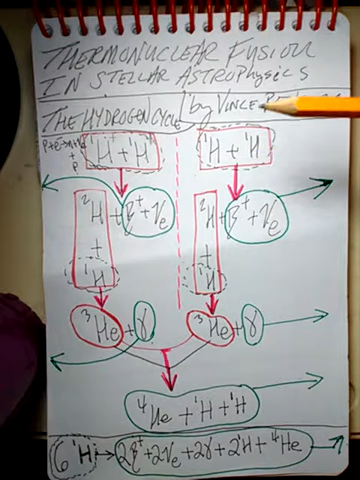 THERMONUCLEAR FUSION
IN STELLAR ASTROPHYSICS
THE HYDROGEN CYCLE by VINCE
¹H + ¹H ¹H + ¹H
²H + β⁺ + νₑ ²H + β⁺ + νₑ
+ +
¹H ¹H
³He + γ ³He + γ
⁴He + ¹H + ¹H
6 ¹H → 2β⁺ + 2νₑ + 2γ + 2¹H + ⁴He